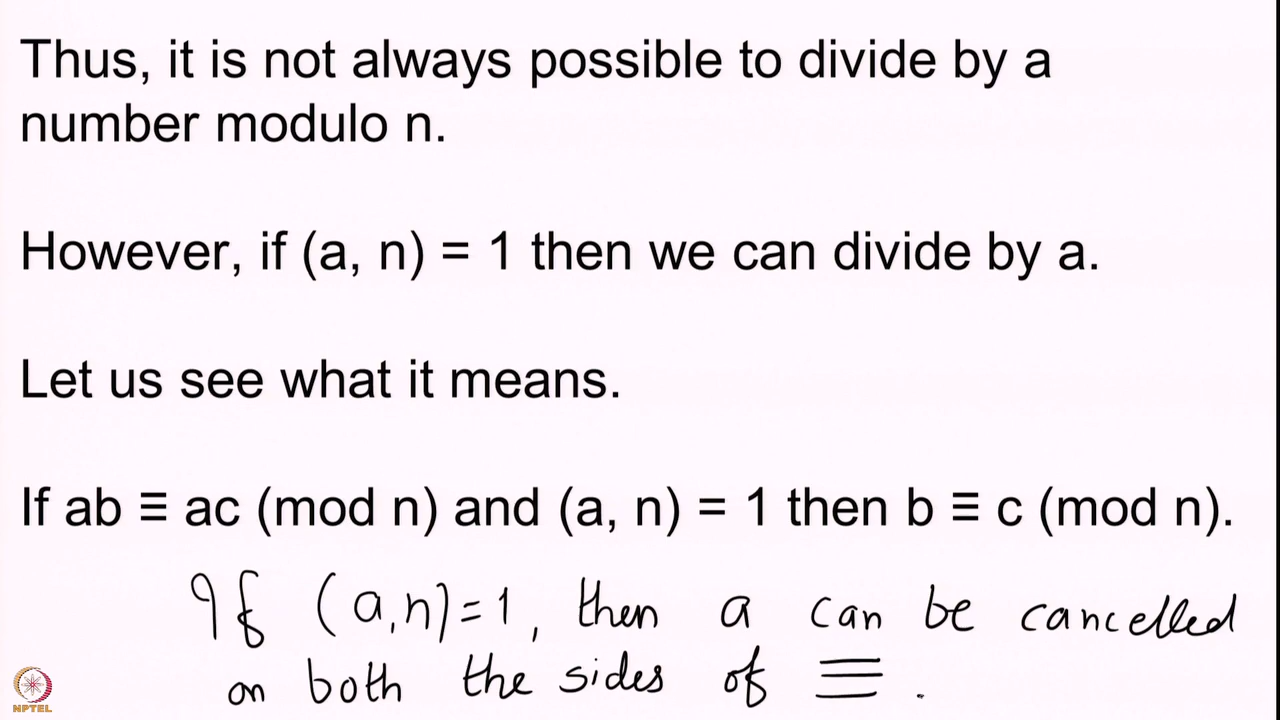 Thus, it is not always possible to divide by a
number modulo n.
However, if (a, n) = 1 then we can divide by a.
Let us see what it means.
If ab ≡ ac (mod n) and (a, n) = 1 then b ≡ c (mod n).
If (a,n)=1, then a can be cancelled
on both the sides of ≡ .
NPTEL